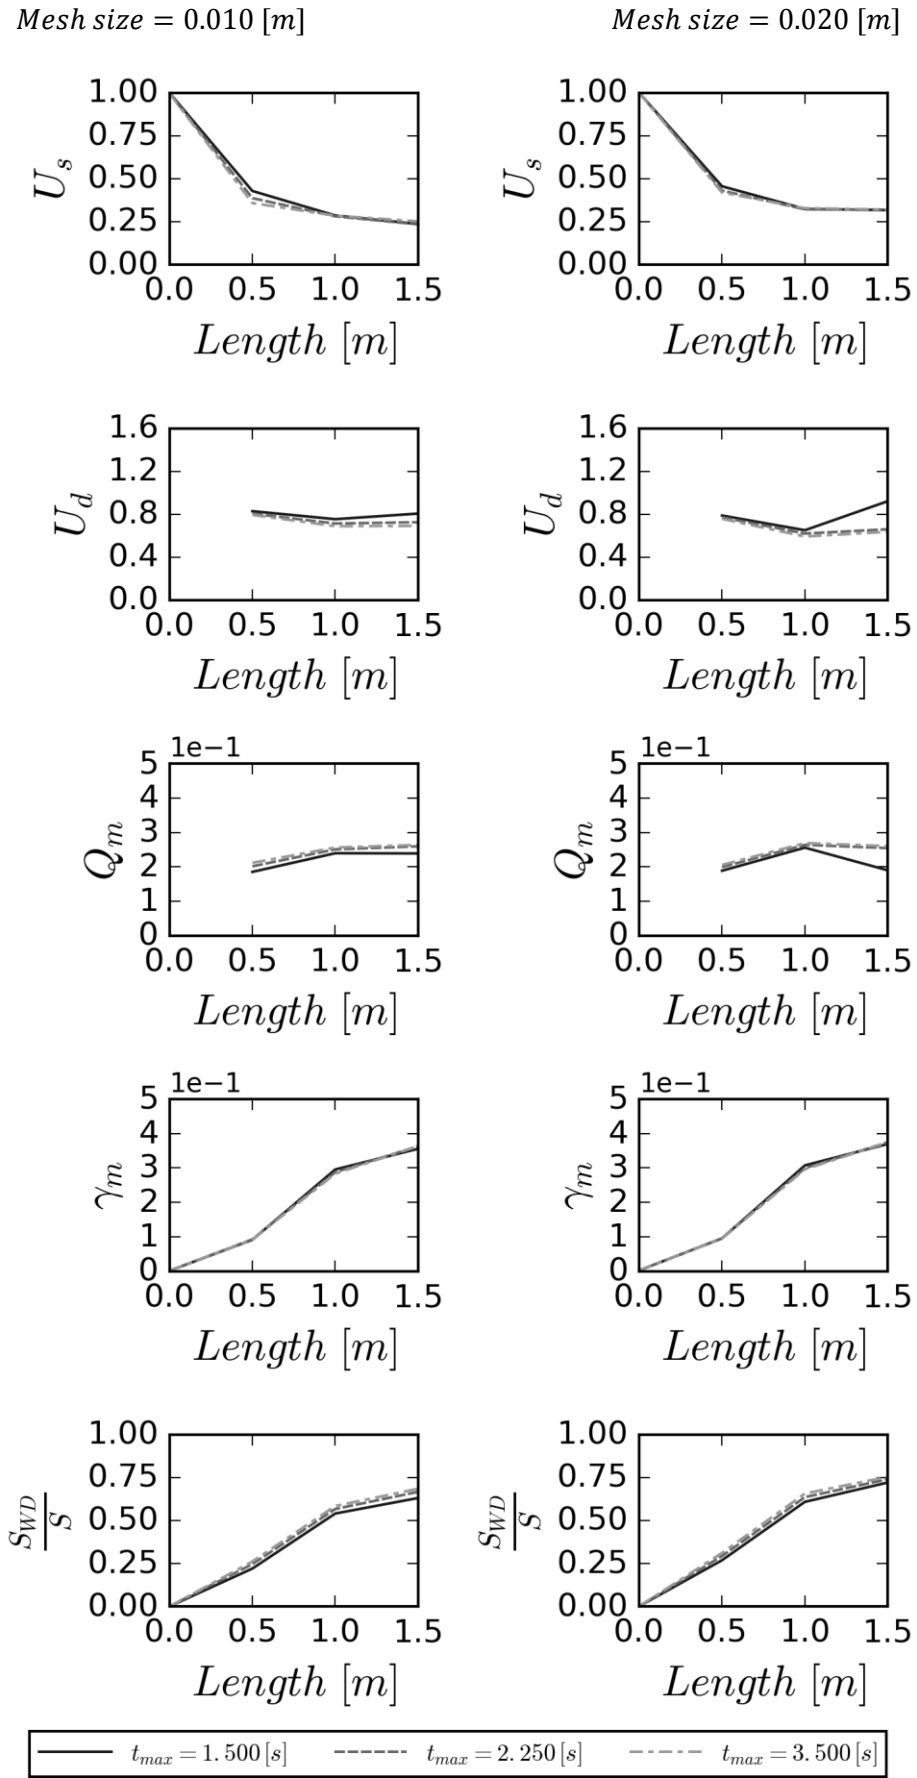 Mesh size = 0.010 [m] Mesh size = 0.020 [m]
1.00 1.00
0.75 0.75
U_s 0.50 U_s 0.50
0.25 0.25
0.00 0.00
0.0 0.5 1.0 1.5 0.0 0.5 1.0 1.5
Length [m] Length [m]
1.6 1.6
1.2 1.2
U_d 0.8 U_d 0.8
0.4 0.4
0.0 0.0
0.0 0.5 1.0 1.5 0.0 0.5 1.0 1.5
Length [m] Length [m]
1e−1 1e−1
5 5
4 4
3 3
Q_m Q_m
2 2
1 1
0 0
0.0 0.5 1.0 1.5 0.0 0.5 1.0 1.5
Length [m] Length [m]
1e−1 1e−1
5 5
4 4
3 3
γ_m γ_m
2 2
1 1
0 0
0.0 0.5 1.0 1.5 0.0 0.5 1.0 1.5
Length [m] Length [m]
1.00 1.00
0.75 0.75
S_WD/S 0.50 S_WD/S 0.50
0.25 0.25
0.00 0.00
0.0 0.5 1.0 1.5 0.0 0.5 1.0 1.5
Length [m] Length [m]
t_max = 1.500 [s] t_max = 2.250 [s] t_max = 3.500 [s]